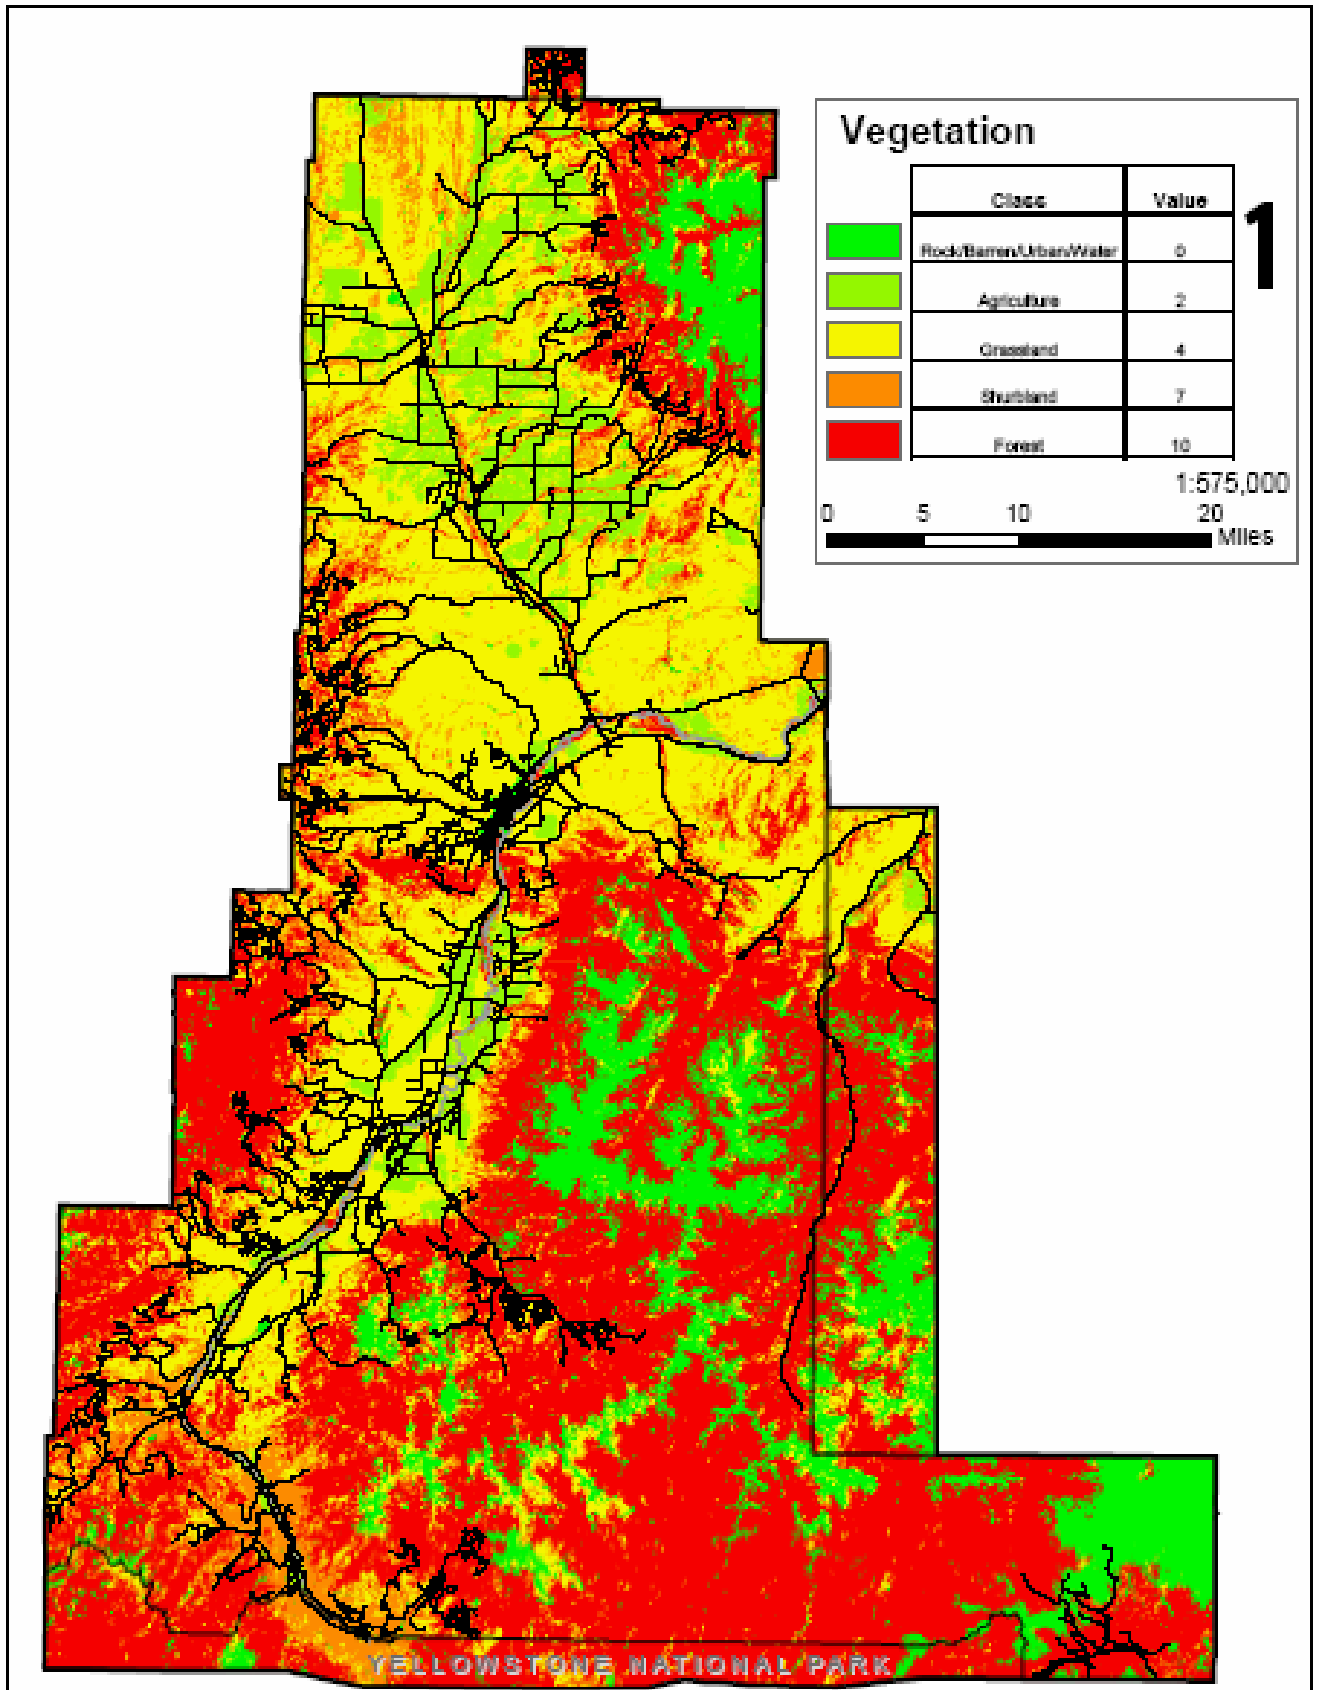 Vegetation
1
Class Value
Rock/Barren/Urban/Water 0
Agriculture 2
Grassland 4
Shurbland 7
Forest 10
1:575,000
0 5 10 20
Miles
YELLOWSTONE NATIONAL PARK